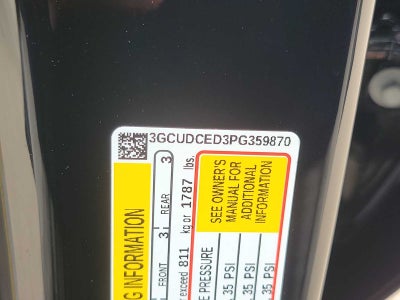 3GCUDCED3PG359870
SEE OWNER'S
MANUAL FOR
ADDITIONAL
INFORMATION
INFORMATION
FRONT 3 REAR 3
exceed 811 kg or 1787 lbs.
PRESSURE
35 PSI
35 PSI
35 PSI